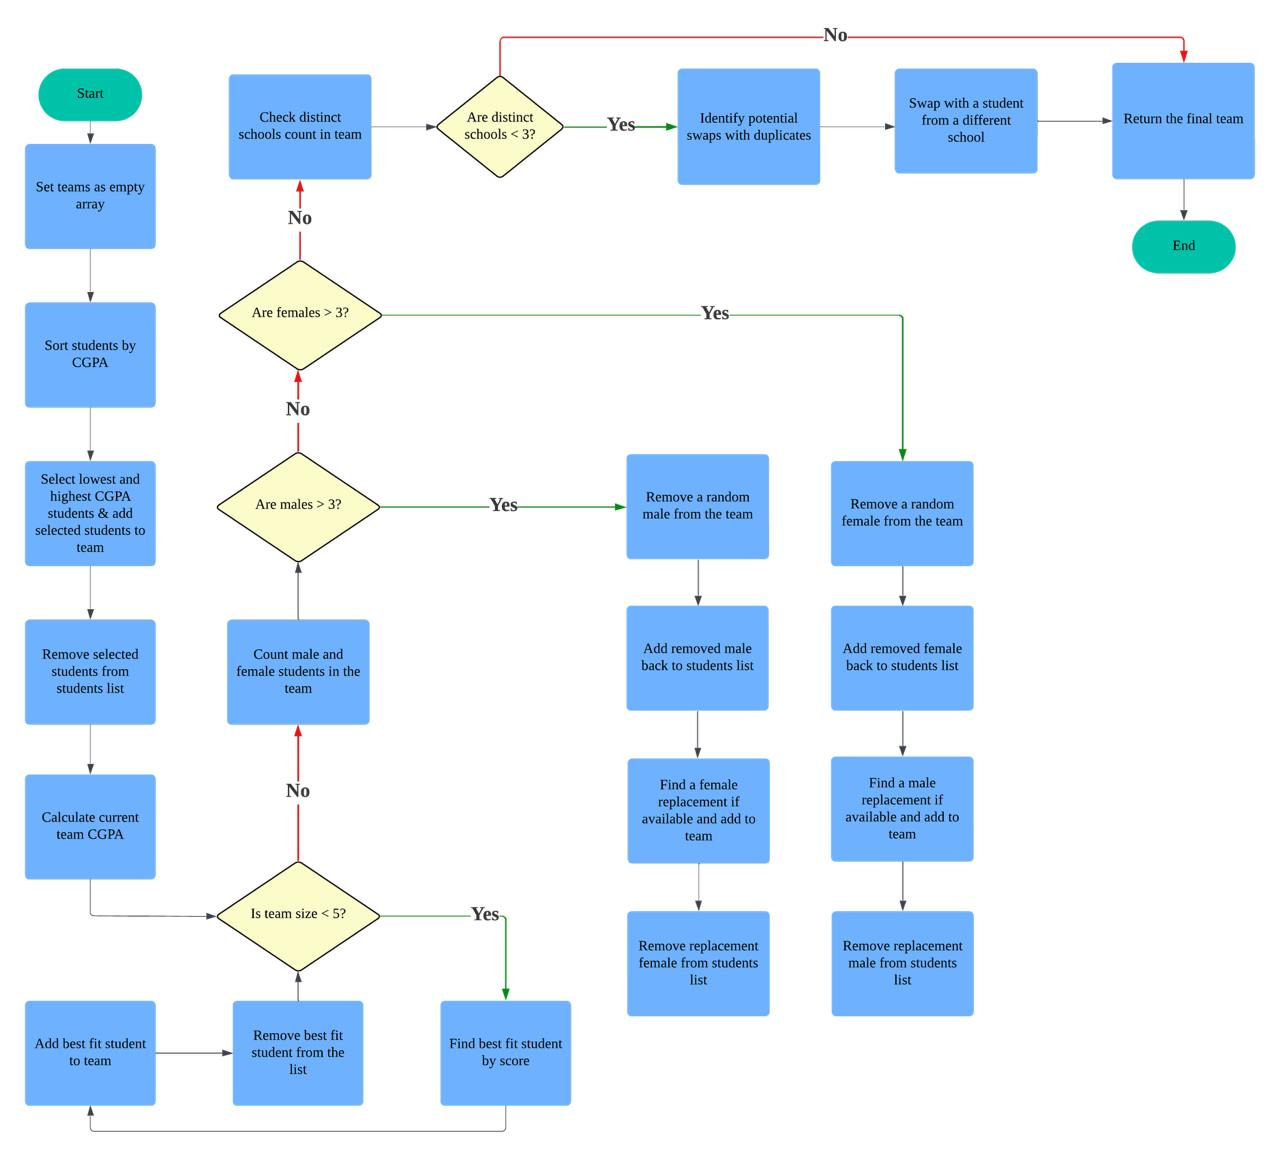 Start
Set teams as empty
array
Sort students by
CGPA
Select lowest and
highest CGPA
students & add
selected students to
team
Remove selected
students from
students list
Calculate current
team CGPA
Is team size < 5?
Yes
Find best fit student
by score
Add best fit student
to team
Remove best fit
student from the
list
No
Count male and
female students in the
team
Are males > 3?
Yes
Remove a random
male from the team
Add removed male
back to students list
Find a female
replacement if
available and add to
team
Remove replacement
female from students
list
No
Are females > 3?
Yes
Remove a random
female from the team
Add removed female
back to students list
Find a male
replacement if
available and add to
team
Remove replacement
male from students
list
No
Check distinct
schools count in team
Are distinct
schools < 3?
Yes
Identify potential
swaps with duplicates
Swap with a student
from a different
school
No
Return the final team
End